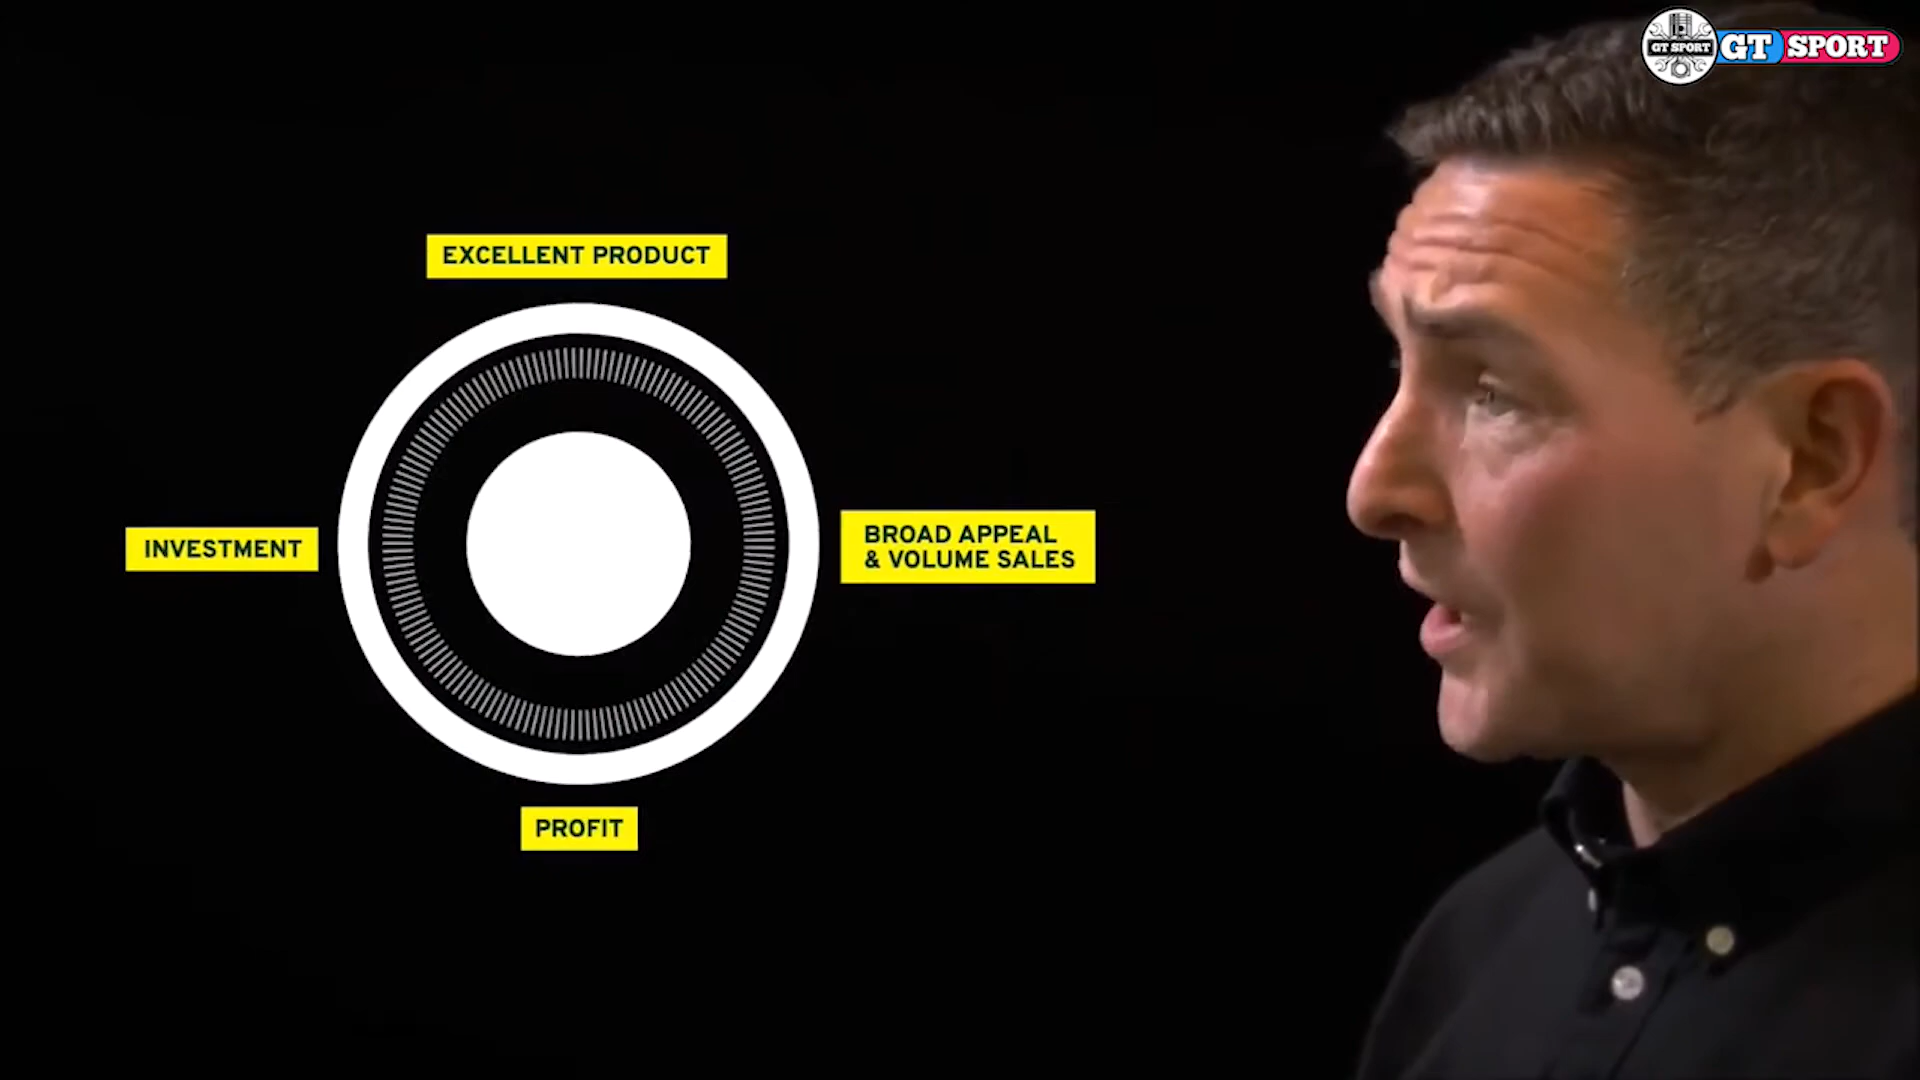 GT SPORT
GT SPORT
EXCELLENT PRODUCT
INVESTMENT
BROAD APPEAL
& VOLUME SALES
PROFIT